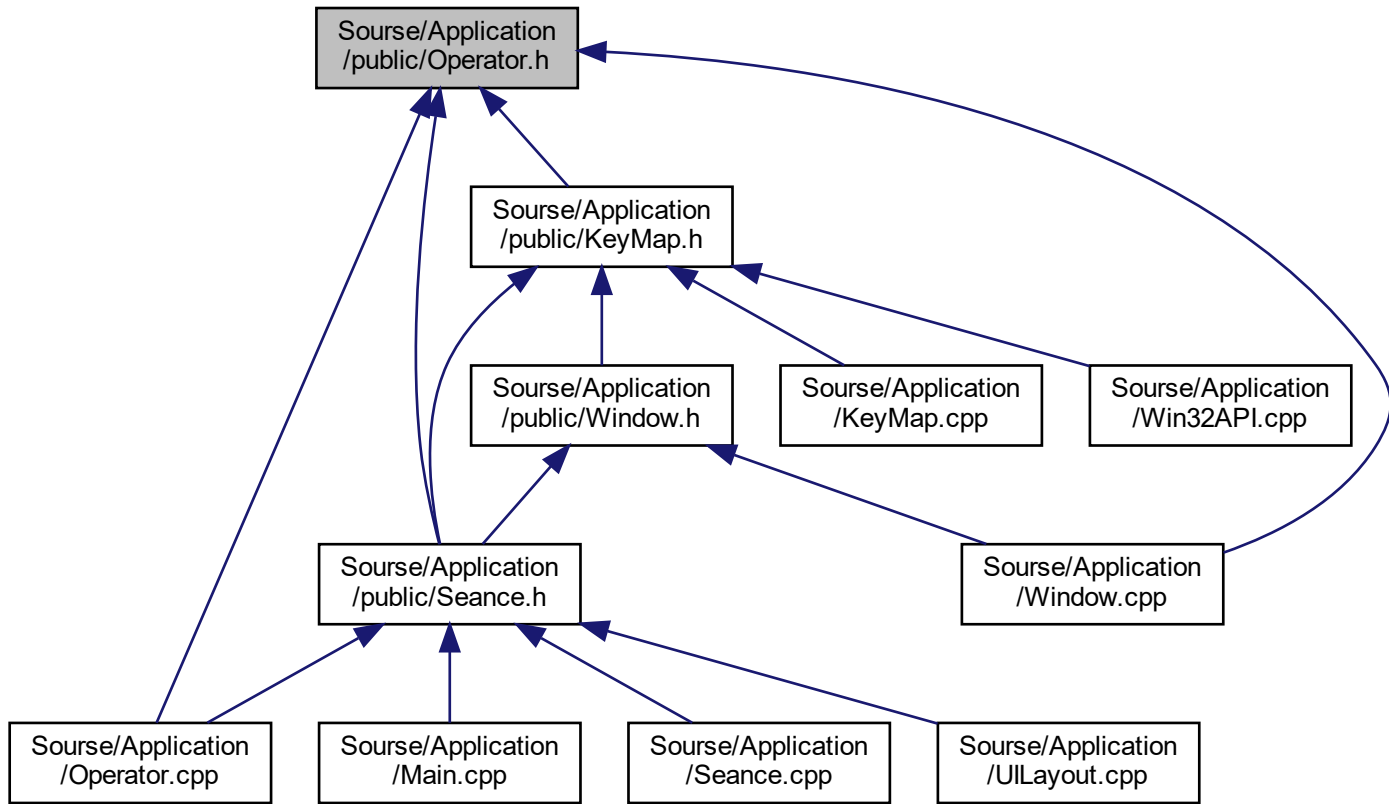 Sourse/Application
/public/Operator.h
Sourse/Application
/public/KeyMap.h
Sourse/Application
/public/Window.h
Sourse/Application
/KeyMap.cpp
Sourse/Application
/Win32API.cpp
Sourse/Application
/public/Seance.h
Sourse/Application
/Window.cpp
Sourse/Application
/Operator.cpp
Sourse/Application
/Main.cpp
Sourse/Application
/Seance.cpp
Sourse/Application
/UILayout.cpp